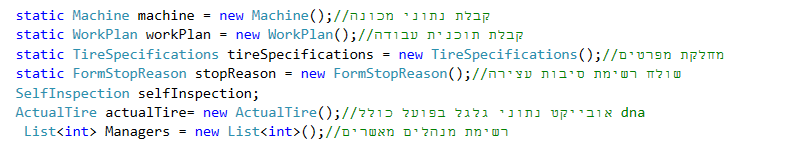 static Machine machine = new Machine();//קבלת נתוני מכונה
static WorkPlan workPlan = new WorkPlan();//קבלת תוכנית עבודה
static TireSpecifications tireSpecifications = new TireSpecifications();//מחלקת מפרטים
static FormStopReason stopReason = new FormStopReason();//שולח רשימת סיבות עצירה
SelfInspection selfInspection;
ActualTire actualTire= new ActualTire();//אובייקט נתוני גלגל בפועל כולל dna
List<int> Managers = new List<int>();//רשימת מנהלים מאשרים